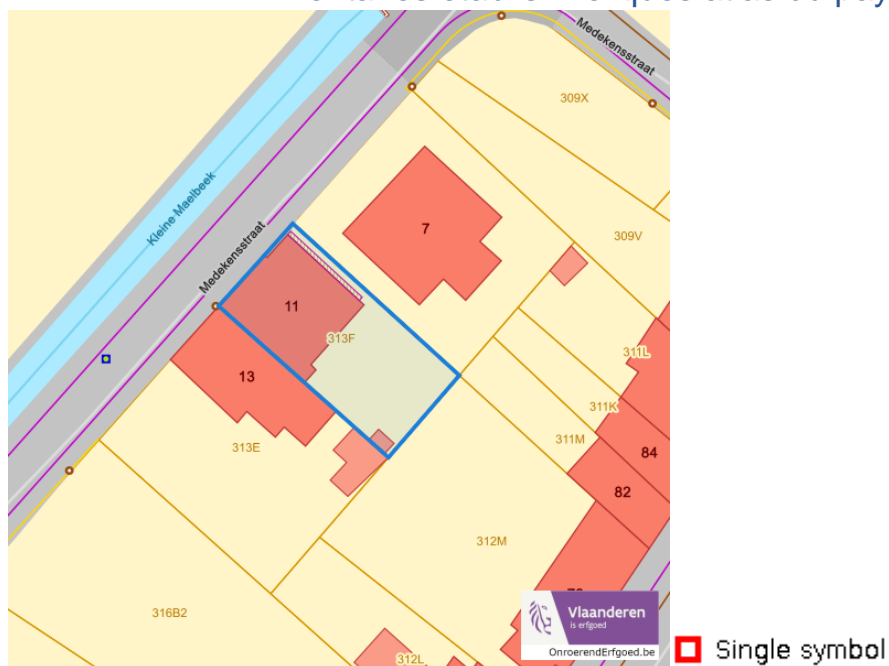 Medekensstraat
309X
Kleine Maelbeek
Medekensstraat
7
309V
11
313F
311L
13
311K
313E
311M
84
82
312M
316B2
312L
Vlaanderen
is erfgoed
OnroerendErfgoed.be
Single symbol